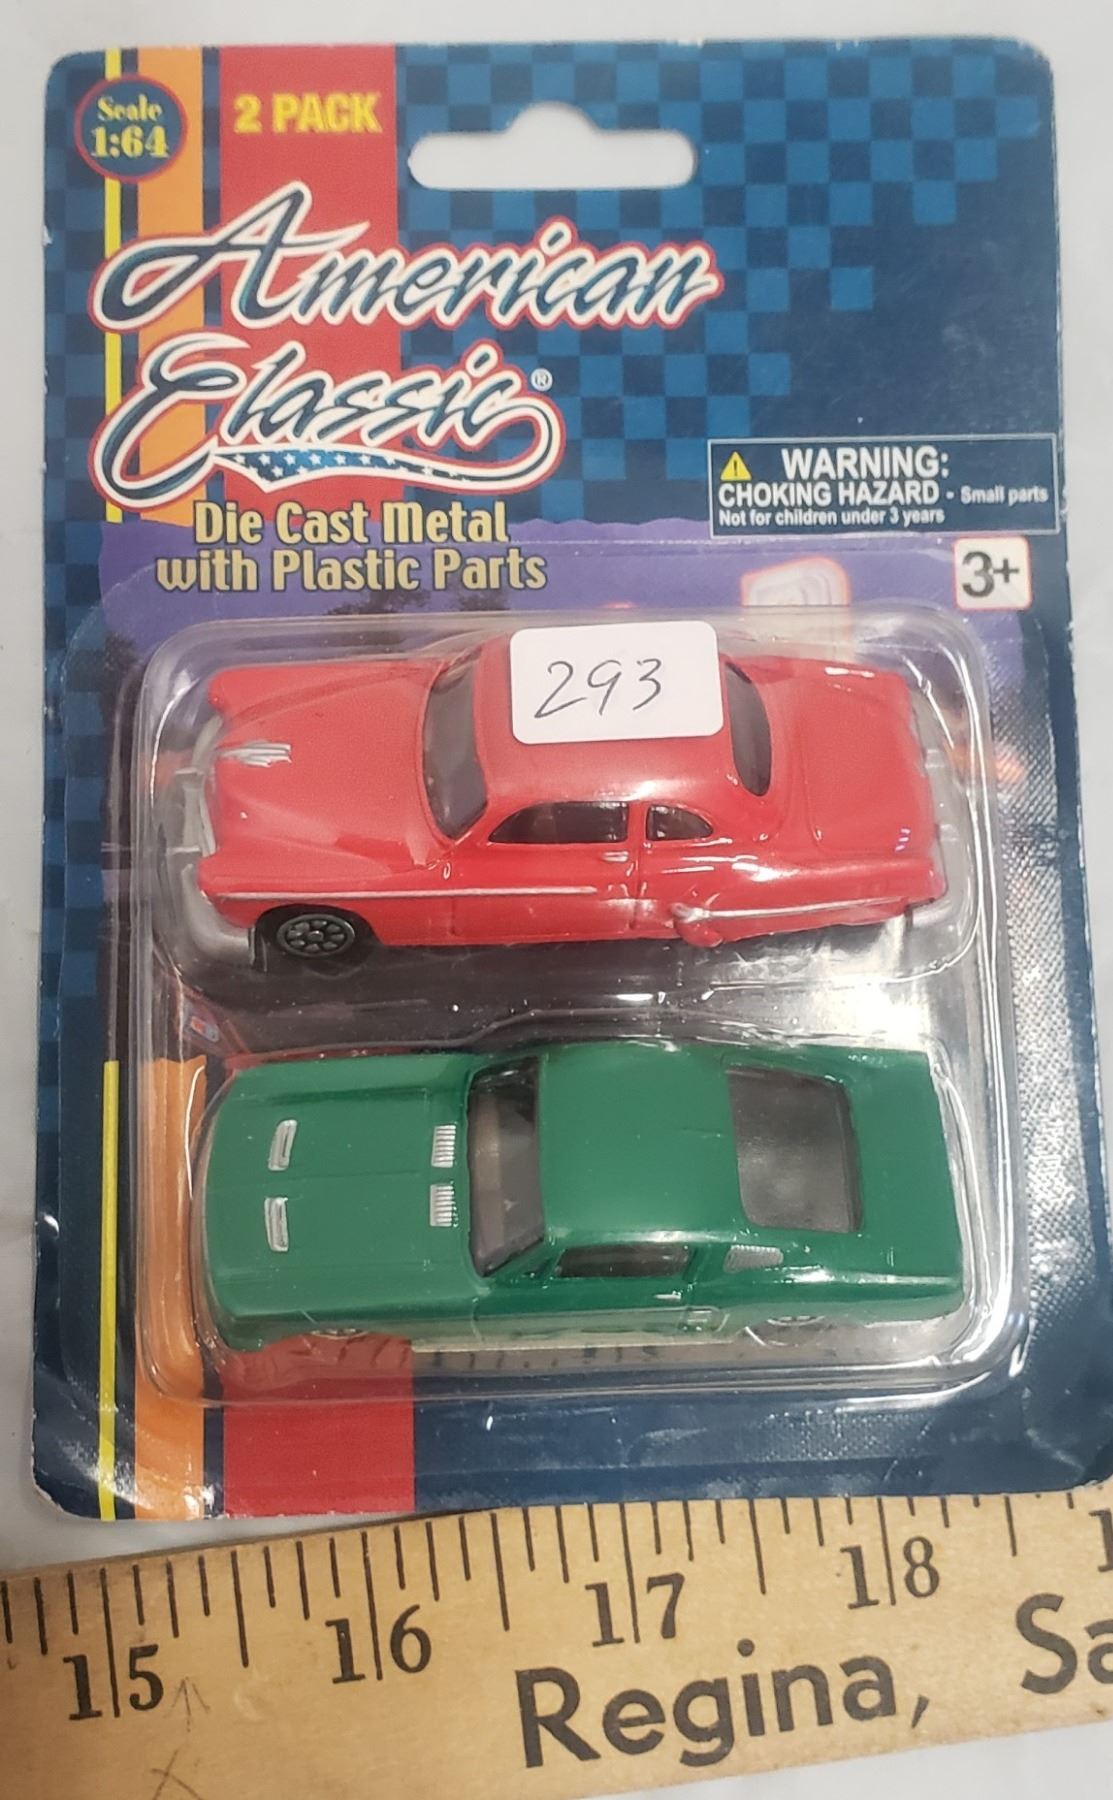 Scale
1:64
2 PACK
American
Classic®
Die Cast Metal
with Plastic Parts
WARNING:
CHOKING HAZARD - Small parts
Not for children under 3 years
3+
293
15 16 17 18
Regina, Sa